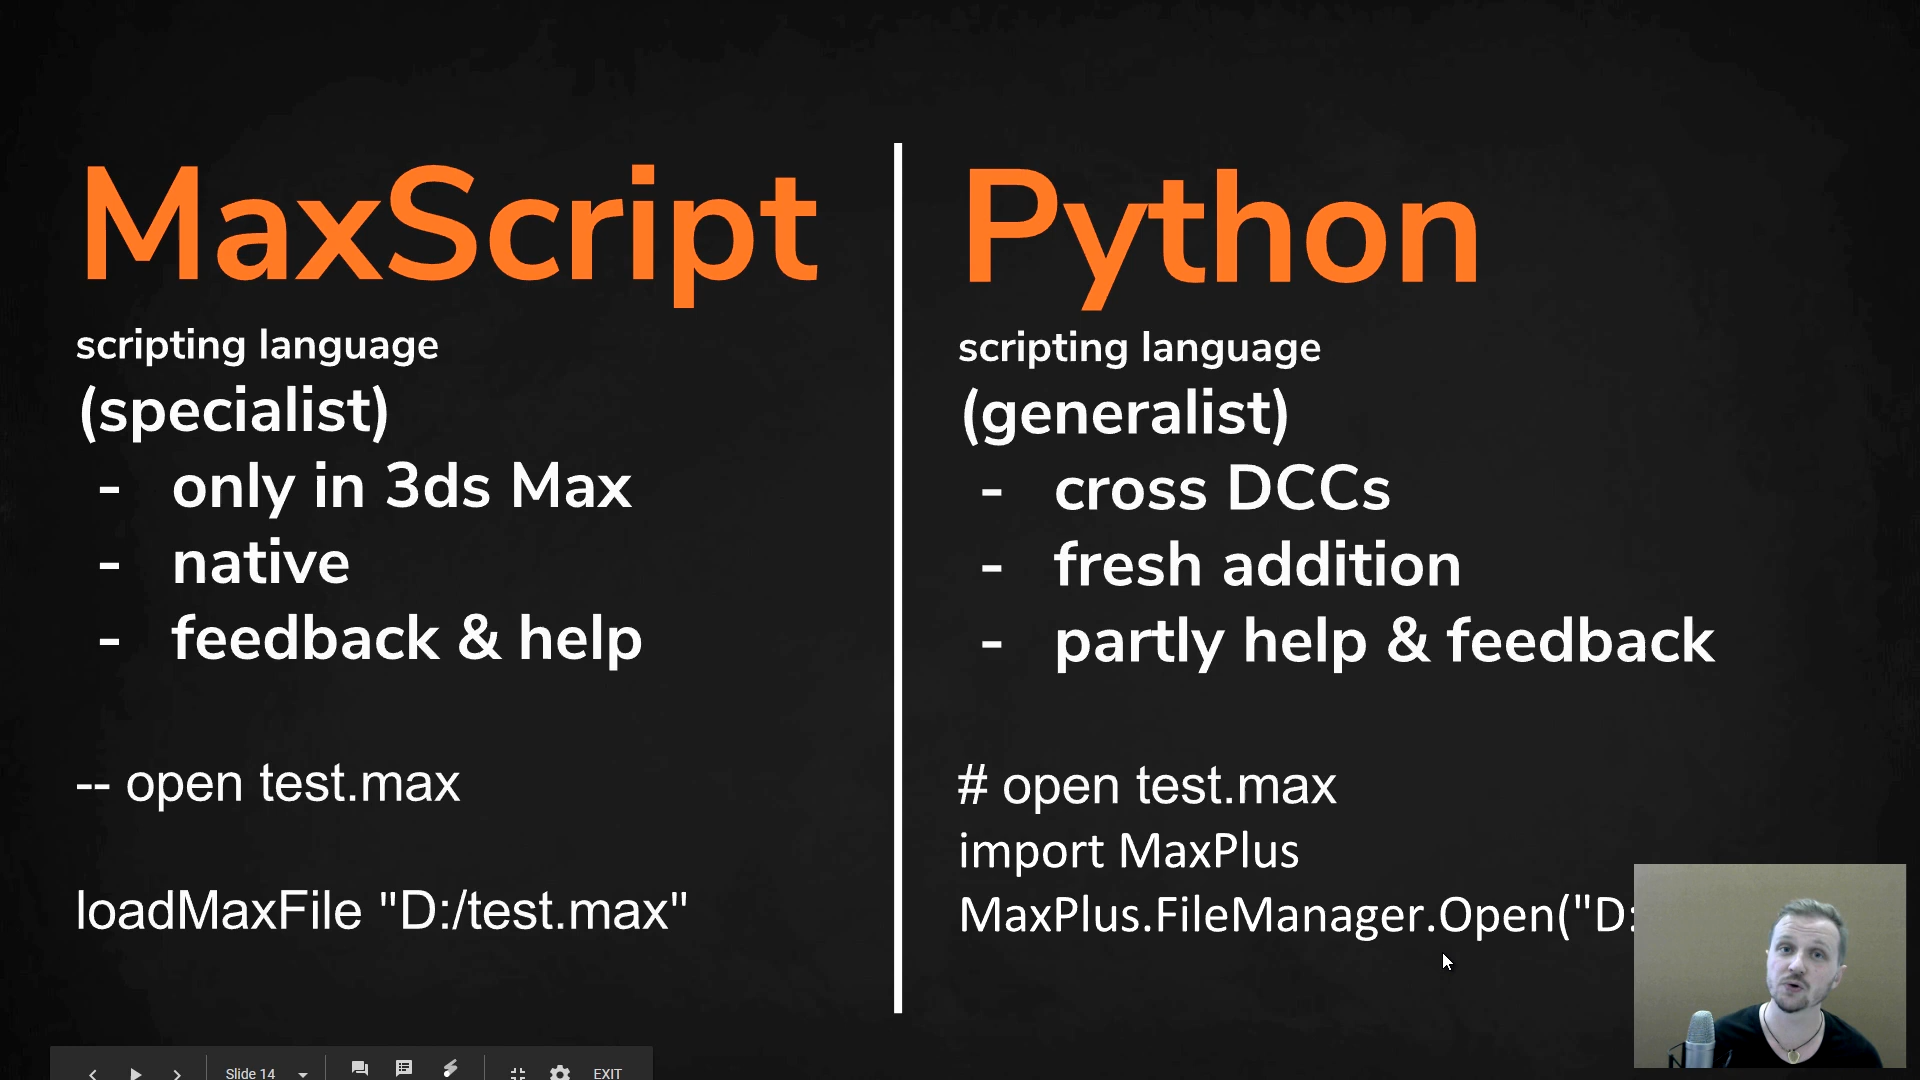 MaxScript
scripting language
(specialist)
- only in 3ds Max
- native
- feedback & help
-- open test.max
loadMaxFile "D:/test.max"
Python
scripting language
(generalist)
- cross DCCs
- fresh addition
- partly help & feedback
# open test.max
import MaxPlus
MaxPlus.FileManager.Open("D:
Slide 14
EXIT